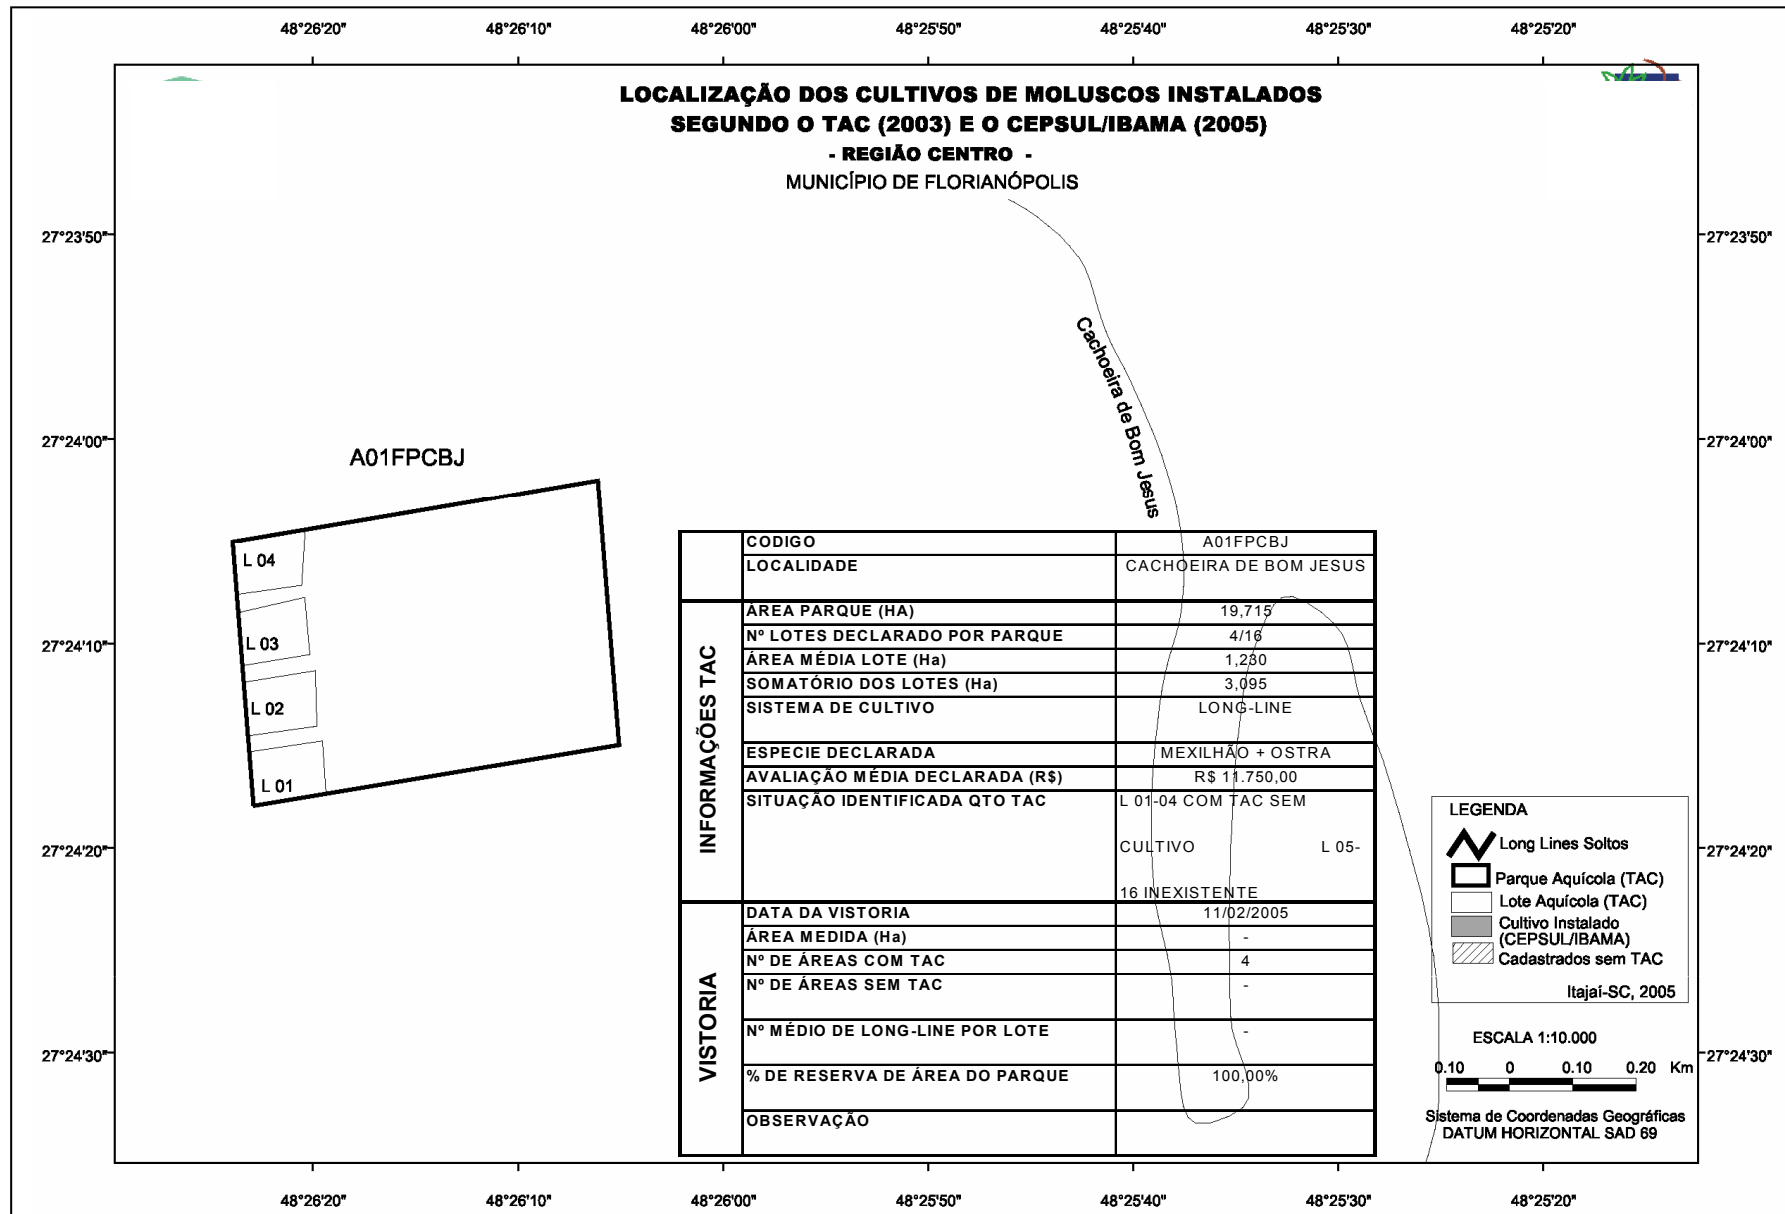 48°26'20" 48°26'10" 48°26'00" 48°25'50" 48°25'40" 48°25'30" 48°25'20"
LOCALIZAÇÃO DOS CULTIVOS DE MOLUSCOS INSTALADOS
SEGUNDO O TAC (2003) E O CEPSUL/IBAMA (2005)
- REGIÃO CENTRO -
MUNICÍPIO DE FLORIANÓPOLIS
27°23'50" 27°23'50"
Cachoeira de Bom Jesus
27°24'00" 27°24'00"
A01FPCBJ
L 04
L 03
L 02
L 01
27°24'10" 27°24'10"
27°24'20" 27°24'20"
27°24'30" 27°24'30"
CODIGO A01FPCBJ
LOCALIDADE CACHOEIRA DE BOM JESUS
INFORMAÇÕES TAC
ÁREA PARQUE (HA) 19,715
Nº LOTES DECLARADO POR PARQUE 4/16
ÁREA MÉDIA LOTE (Ha) 1,230
SOMATÓRIO DOS LOTES (Ha) 3,095
SISTEMA DE CULTIVO LONG-LINE
ESPECIE DECLARADA MEXILHÃO + OSTRA
AVALIAÇÃO MÉDIA DECLARADA (R$) R$ 11.750,00
SITUAÇÃO IDENTIFICADA QTO TAC L 01-04 COM TAC SEM
CULTIVO L 05-
16 INEXISTENTE
VISTORIA
DATA DA VISTORIA 11/02/2005
ÁREA MEDIDA (Ha) -
Nº DE ÁREAS COM TAC 4
Nº DE ÁREAS SEM TAC -
Nº MÉDIO DE LONG-LINE POR LOTE -
% DE RESERVA DE ÁREA DO PARQUE 100,00%
OBSERVAÇÃO
LEGENDA
Long Lines Soltos
Parque Aquícola (TAC)
Lote Aquícola (TAC)
Cultivo Instalado
(CEPSUL/IBAMA)
Cadastrados sem TAC
Itajaí-SC, 2005
ESCALA 1:10.000
0.10 0 0.10 0.20 Km
Sistema de Coordenadas Geográficas
DATUM HORIZONTAL SAD 69
48°26'20" 48°26'10" 48°26'00" 48°25'50" 48°25'40" 48°25'30" 48°25'20"